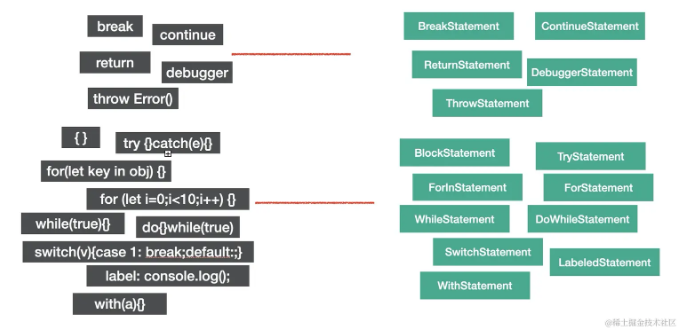 break
continue
return
debugger
throw Error()
{ }
try {}catch(e){}
for(let key in obj) {}
for (let i=0;i<10;i++) {}
while(true){}
do{}while(true)
switch(v){case 1: break;default:;}
label: console.log();
with(a){}
BreakStatement
ContinueStatement
ReturnStatement
DebuggerStatement
ThrowStatement
BlockStatement
TryStatement
ForInStatement
ForStatement
WhileStatement
DoWhileStatement
SwitchStatement
LabeledStatement
WithStatement
@稀土掘金技术社区